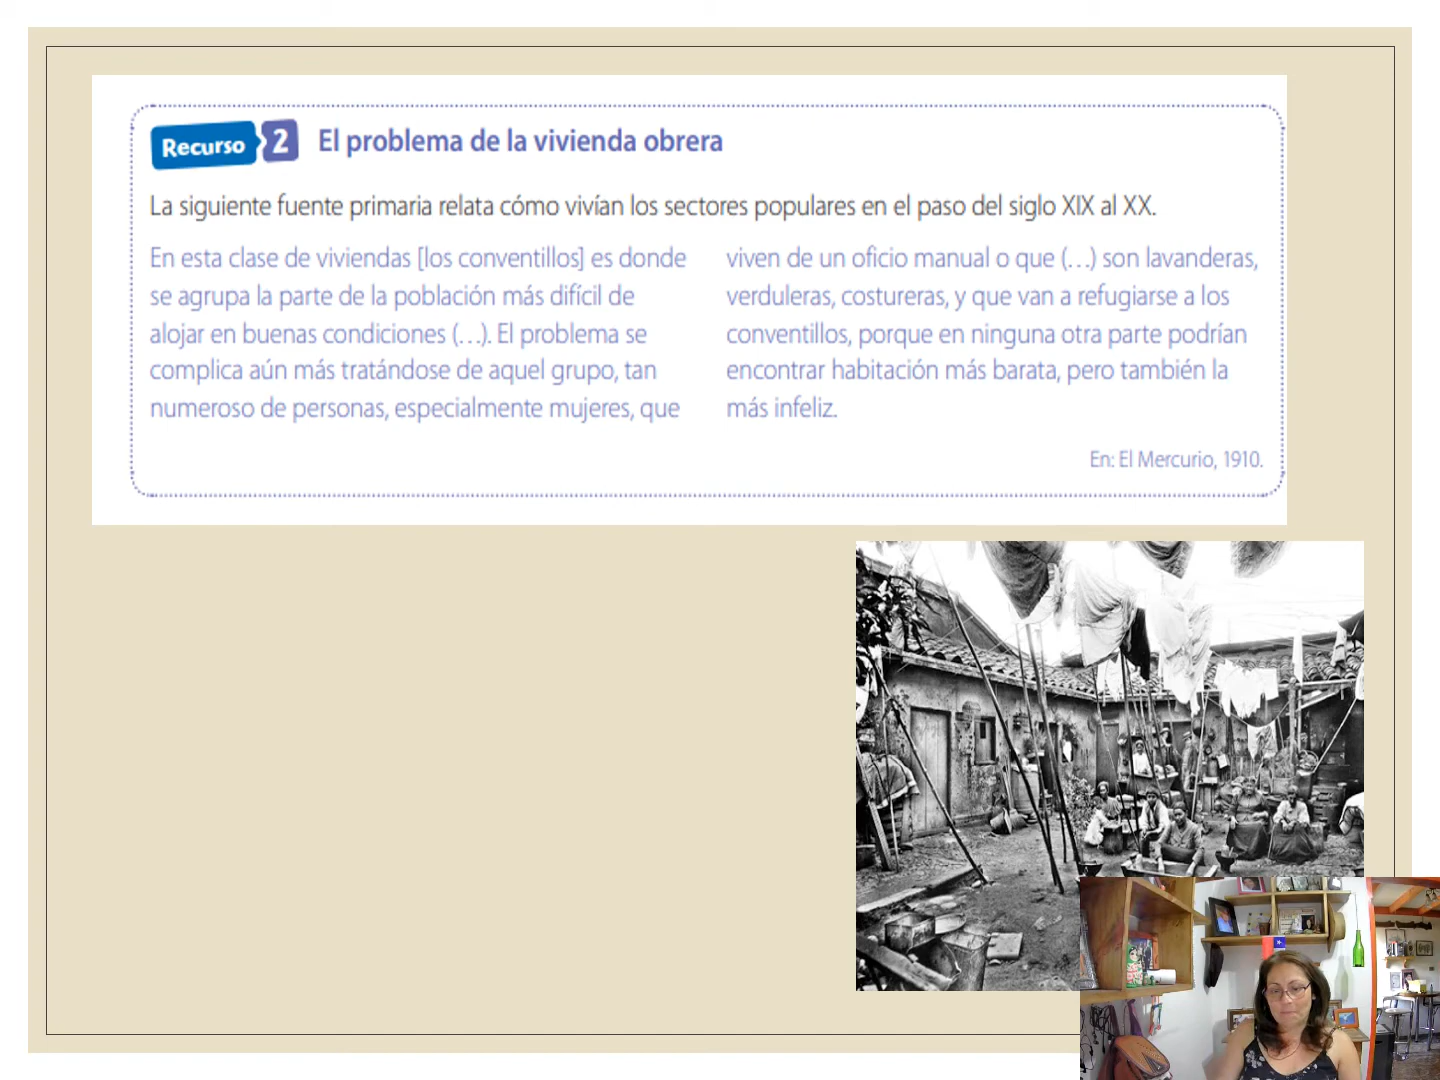 Recurso 2 El problema de la vivienda obrera
La siguiente fuente primaria relata cómo vivían los sectores populares en el paso del siglo XIX al XX.
En esta clase de viviendas [los conventillos] es donde
se agrupa la parte de la población más difícil de
alojar en buenas condiciones (…). El problema se
complica aún más tratándose de aquel grupo, tan
numeroso de personas, especialmente mujeres, que
viven de un oficio manual o que (…) son lavanderas,
verduleras, costureras, y que van a refugiarse a los
conventillos, porque en ninguna otra parte podrían
encontrar habitación más barata, pero también la
más infeliz.
En: El Mercurio, 1910.